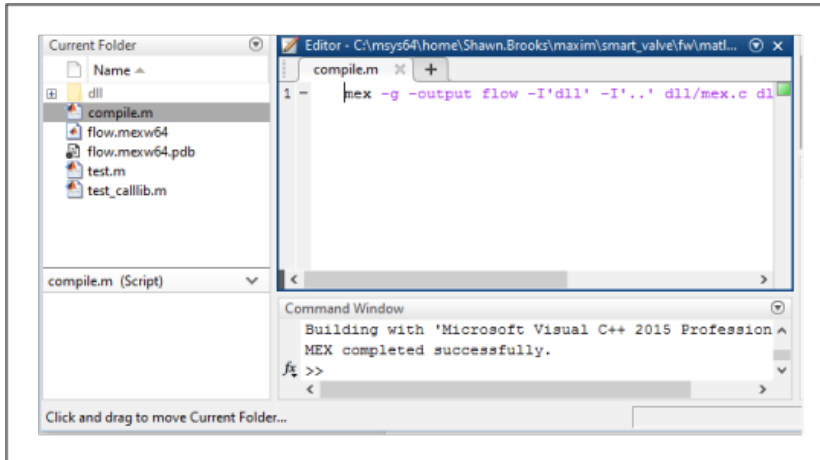 Current Folder
Name
dll
compile.m
flow.mexw64
flow.mexw64.pdb
test.m
test_calllib.m
compile.m (Script)
Click and drag to move Current Folder...
Editor - C:\msys64\home\Shawn.Brooks\maxim\smart_valve\fw\matl...
compile.m
1 - mex -g -output flow -I'dll' -I'..' dll/mex.c dl
Command Window
Building with 'Microsoft Visual C++ 2015 Profession
MEX completed successfully.
fx >>